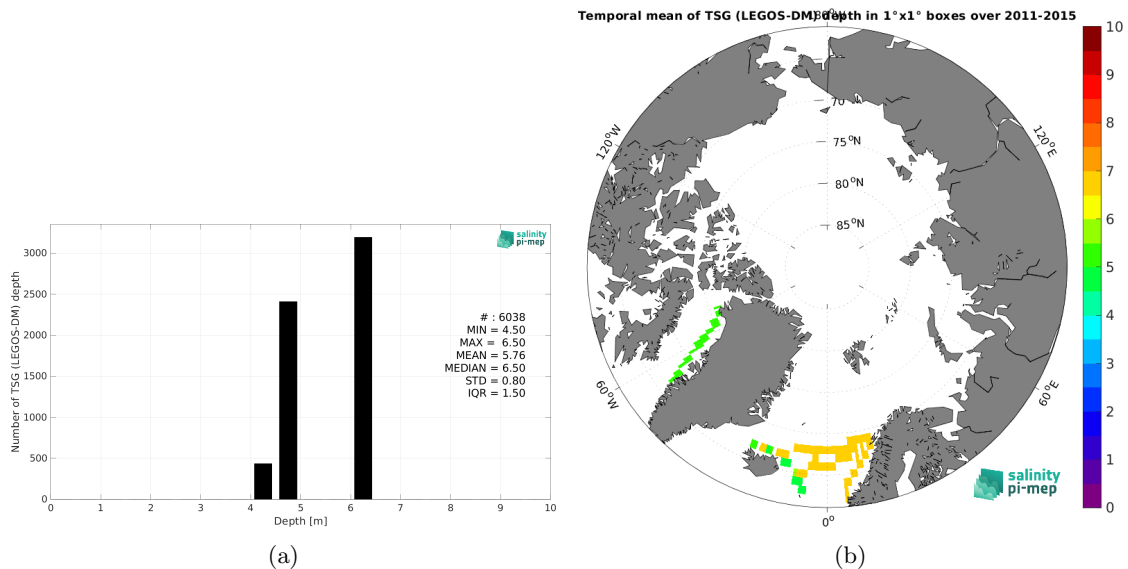 Number of TSG (LEGOS-DM) depth
3000
2500
2000
1500
1000
500
0
0 1 2 3 4 5 6 7 8 9 10
Depth [m]
salinity
pi-mep
# : 6038
MIN = 4.50
MAX = 6.50
MEAN = 5.76
MEDIAN = 6.50
STD = 0.80
IQR = 1.50
(a)
Temporal mean of TSG (LEGOS-DM) depth in 1°x1° boxes over 2011-2015
180°W
120°W
120°E
60°W
60°E
0°
70
75°N
80°N
85°N
salinity
pi-mep
10
9
8
7
6
5
4
3
2
1
0
(b)